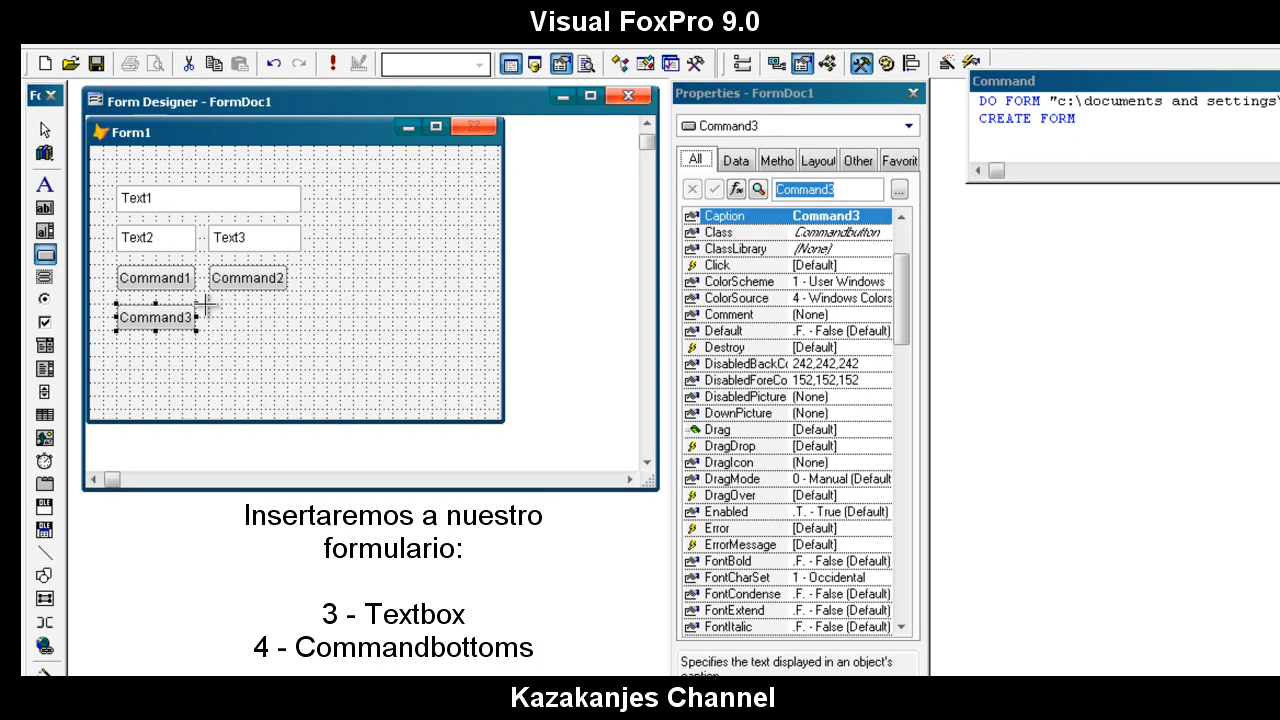 Visual FoxPro 9.0
Form Designer - FormDoc1
Form1
Text1
Text2 Text3
Command1 Command2
Command3
Properties - FormDoc1
Command3
All Data Metho Layou Other Favorit
Command3
...
Caption Command3
Class Commandbutton
ClassLibrary (None)
Click [Default]
ColorScheme 1 - User Windows
ColorSource 4 - Windows Colors
Comment (None)
Default .F. - False (Default)
Destroy [Default]
DisabledBackCo 242,242,242
DisabledForeCo 152,152,152
DisabledPicture (None)
DownPicture (None)
Drag [Default]
DragDrop [Default]
DragIcon (None)
DragMode 0 - Manual (Default
DragOver [Default]
Enabled .T. - True (Default)
Error [Default]
ErrorMessage [Default]
FontBold .F. - False (Default)
FontCharSet 1 - Occidental
FontCondense .F. - False (Default)
FontExtend .F. - False (Default)
FontItalic .F. - False (Default)
Specifies the text displayed in an object's
Command
DO FORM "c:\documents and settings\
CREATE FORM
Insertaremos a nuestro
formulario:
3 - Textbox
4 - Commandbottoms
Kazakanjes Channel